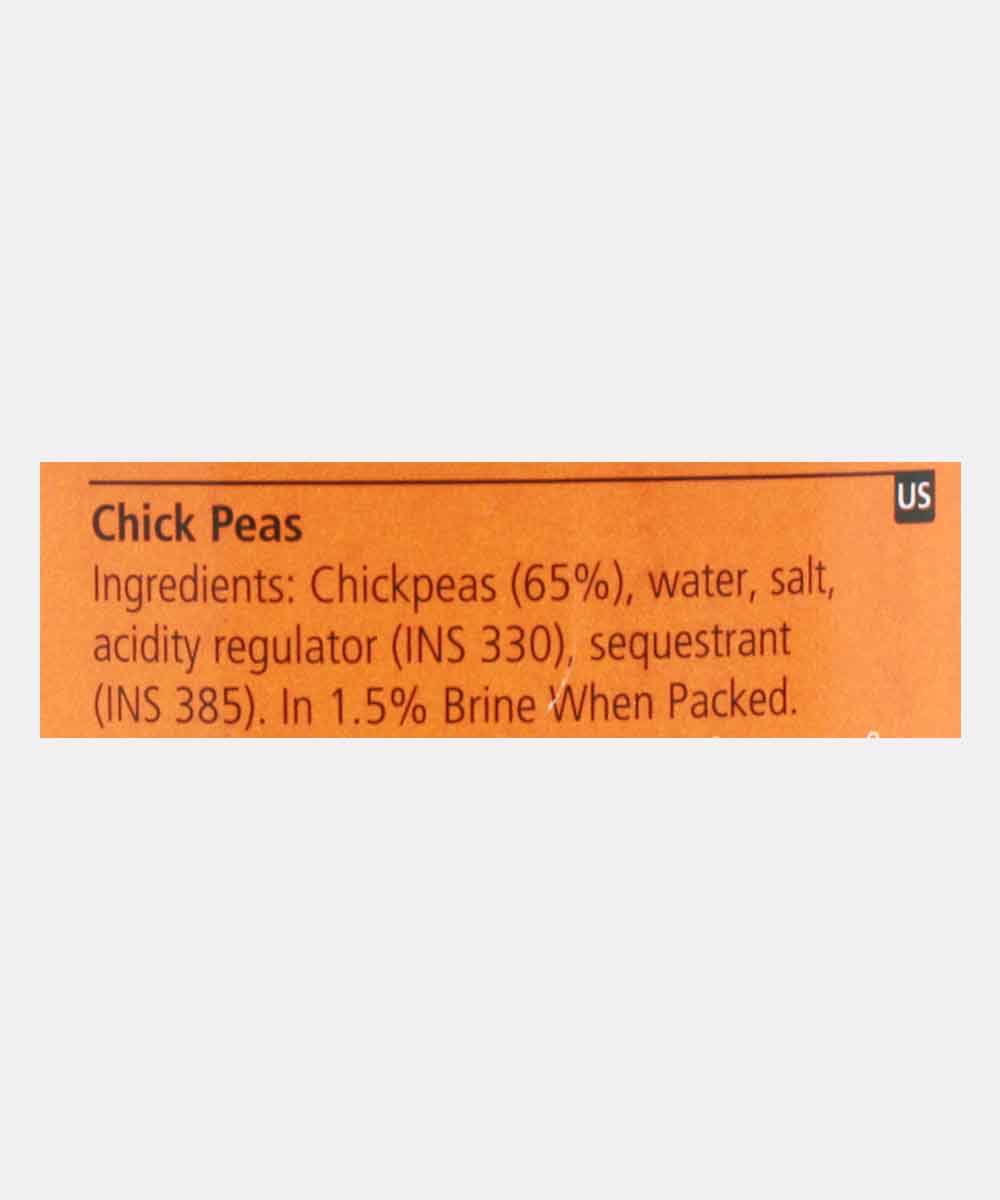 US
Chick Peas
Ingredients: Chickpeas (65%), water, salt,
acidity regulator (INS 330), sequestrant
(INS 385). In 1.5% Brine When Packed.